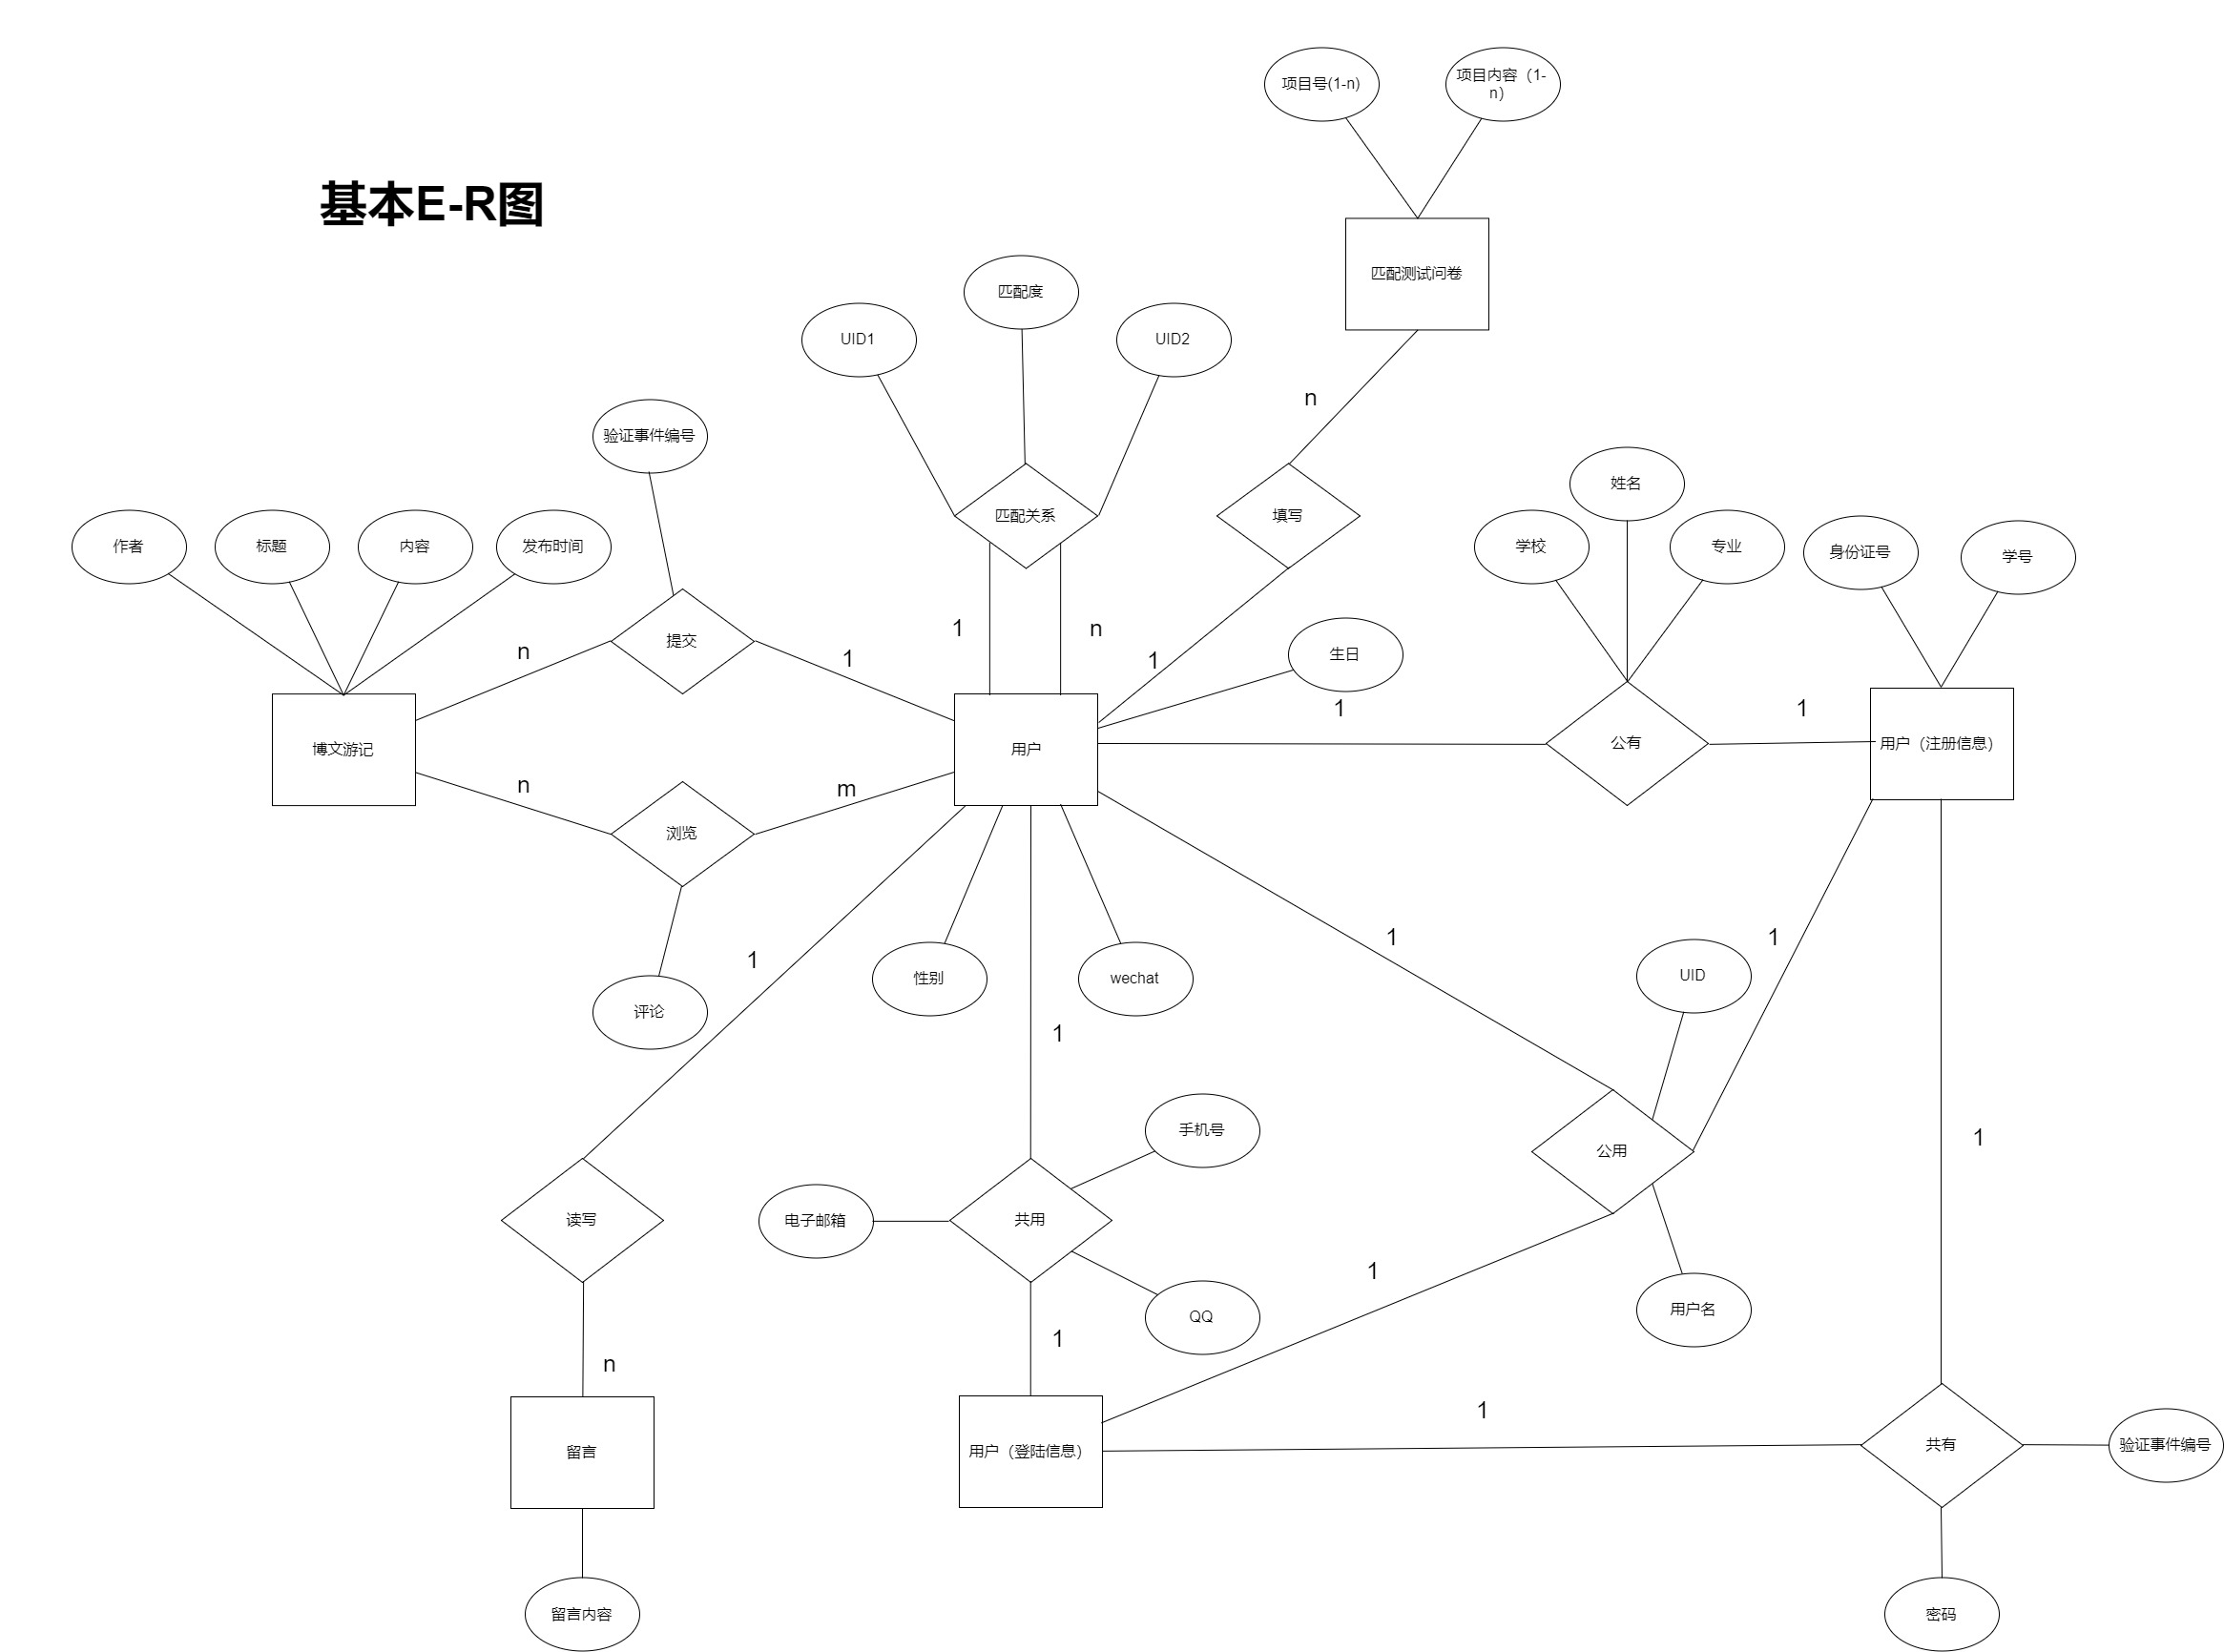 项目号(1-n)
项目内容（1-
n）
基本E-R图
匹配测试问卷
匹配度
UID1
UID2
n
验证事件编号
姓名
匹配关系
填写
作者
标题
内容
发布时间
学校
专业
身份证号
学号
提交
1
n
n
1
1
生日
1
1
博文游记
用户
公有
用户（注册信息）
n
m
浏览
1
1
1
性别
wechat
UID
评论
1
手机号
1
公用
读写
电子邮箱
共用
1
用户名
QQ
1
n
1
留言
用户（登陆信息）
共有
验证事件编号
留言内容
密码